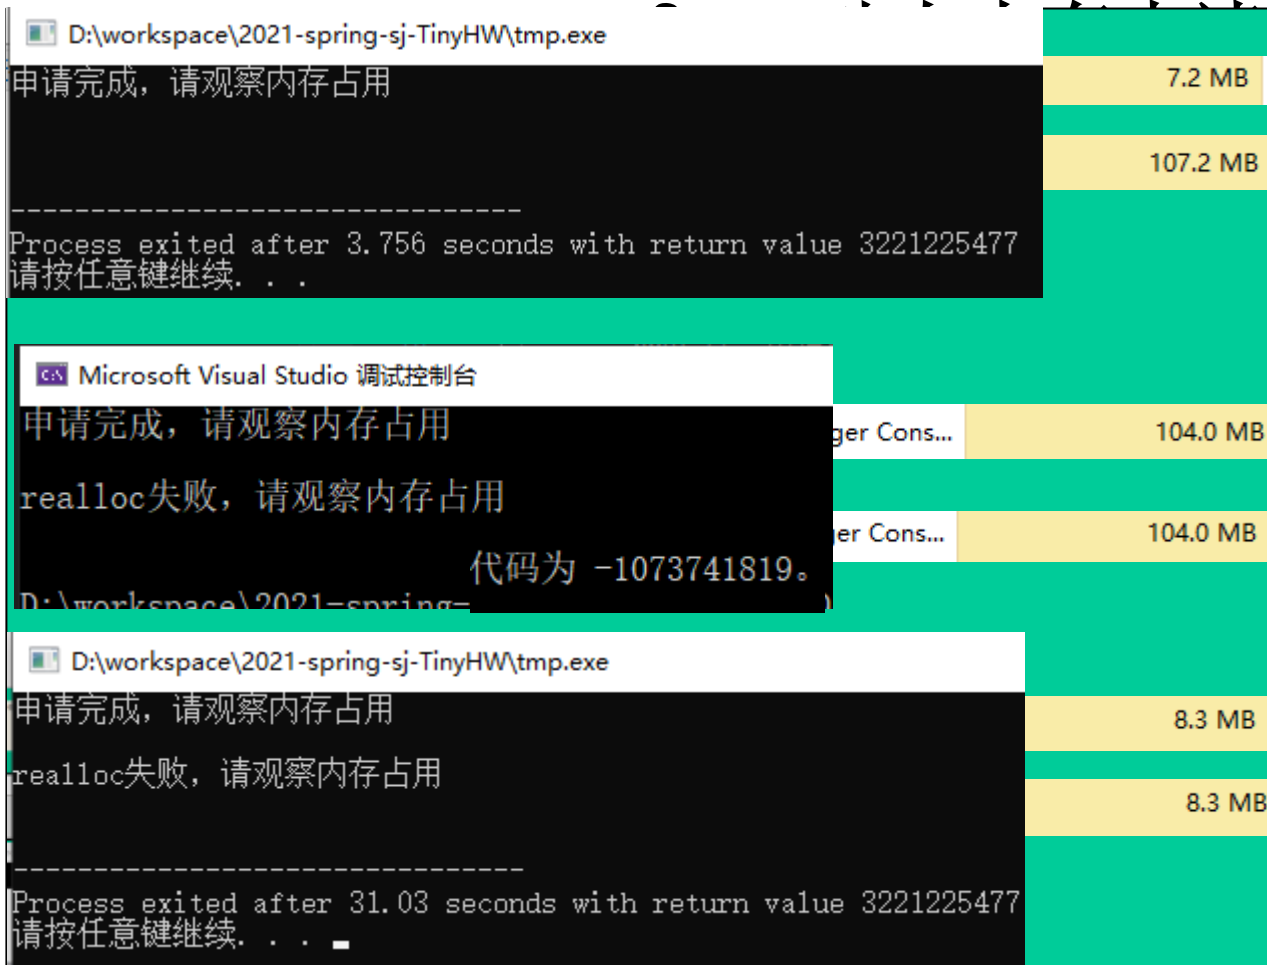 D:\workspace\2021-spring-sj-TinyHW\tmp.exe
申请完成，请观察内存占用
7.2 MB
107.2 MB
--------------------------------
Process exited after 3.756 seconds with return value 3221225477
请按任意键继续. . .
Microsoft Visual Studio 调试控制台
申请完成，请观察内存占用
ger Cons...
104.0 MB
realloc失败，请观察内存占用
er Cons...
104.0 MB
代码为 -1073741819。
D:\workspace\2021-spring-
D:\workspace\2021-spring-sj-TinyHW\tmp.exe
申请完成，请观察内存占用
8.3 MB
realloc失败，请观察内存占用
8.3 MB
--------------------------------
Process exited after 31.03 seconds with return value 3221225477
请按任意键继续. . .